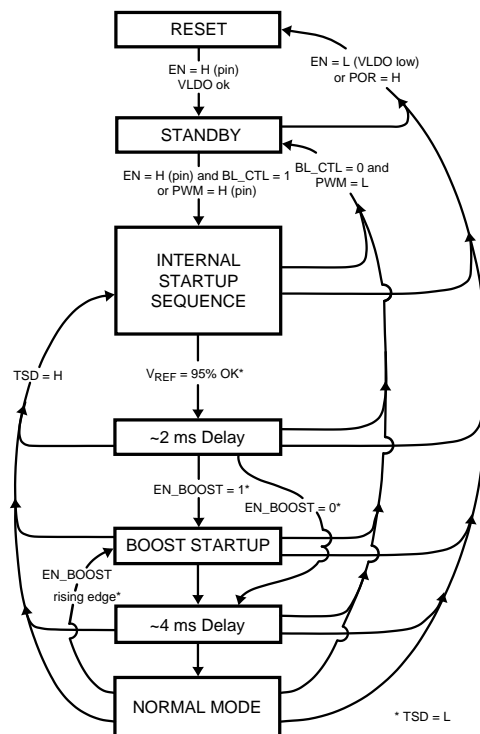 RESET
EN = H (pin)
VLDO ok
EN = L (VLDO low)
or POR = H
STANDBY
EN = H (pin) and BL_CTL = 1
or PWM = H (pin)
BL_CTL = 0 and
PWM = L
INTERNAL
STARTUP
SEQUENCE
TSD = H
VREF = 95% OK*
~2 ms Delay
EN_BOOST = 1*
EN_BOOST = 0*
BOOST STARTUP
EN_BOOST
rising edge*
~4 ms Delay
NORMAL MODE
* TSD = L